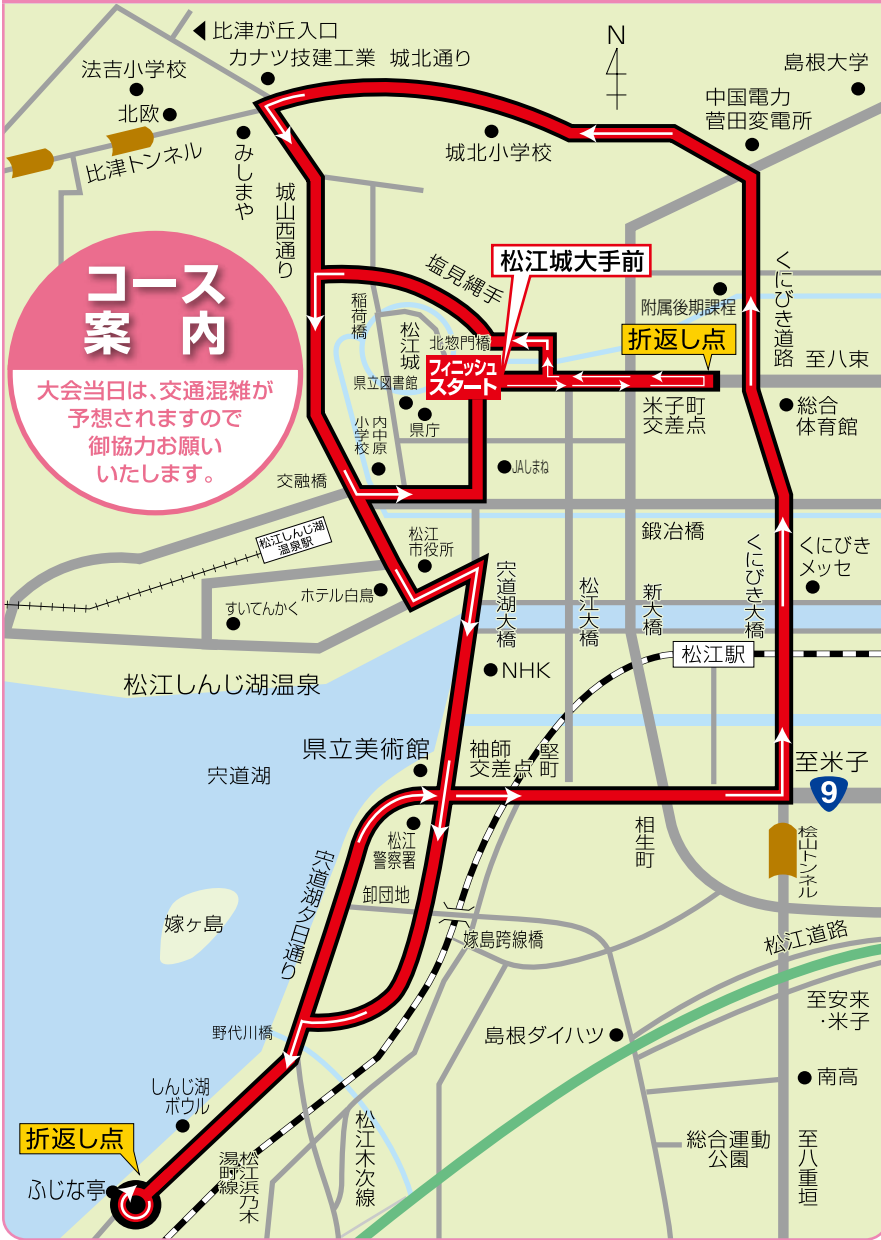 比津が丘入口
カナツ技建工業
城北通り
N
島根大学
法吉小学校
北欧
比津トンネル
みしまや
城山西通り
城北小学校
中国電力
菅田変電所
コース
案 内
大会当日は、交通混雑が
予想されますので
御協力お願い
いたします。
松江城大手前
塩見縄手
稲荷橋
松江城
北惣門橋
附属後期課程
折返し点
くにびき道路
至八束
フィニッシュ
スタート
県立図書館
県庁
内中原
小学校
米子町
交差点
総合
体育館
交融橋
JAしまね
松江しんじ湖
温泉駅
松江
市役所
鍛冶橋
くにびき
メッセ
ホテル白鳥
すいてんかく
宍道湖大橋
松江大橋
新大橋
くにびき大橋
松江駅
松江しんじ湖温泉
NHK
県立美術館
宍道湖
袖師
交差点
竪町
至米子
9
松江
警察署
相生町
桧山トンネル
卸団地
宍道湖夕日通り
嫁ヶ島
嫁島跨線橋
松江道路
至安来
・米子
野代川橋
島根ダイハツ
しんじ湖
ボウル
南高
折返し点
ふじな亭
松江浜乃木
湯町線
松江木次線
総合運動
公園
至八重垣